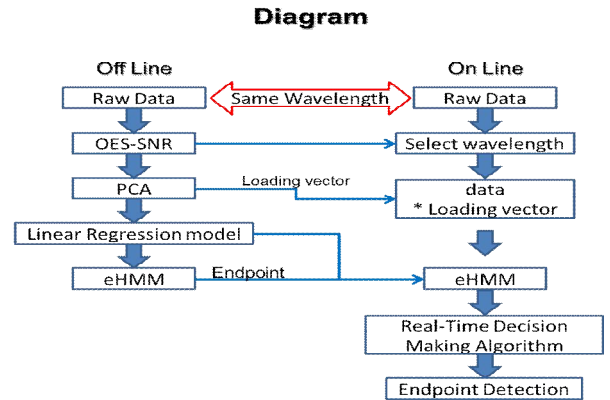 Diagram
Off Line
On Line
Raw Data
Same Wavelength
Raw Data
OES-SNR
Select wavelength
PCA
Loading vector
data
* Loading vector
Linear Regression model
eHMM
Endpoint
eHMM
Real-Time Decision
Making Algorithm
Endpoint Detection